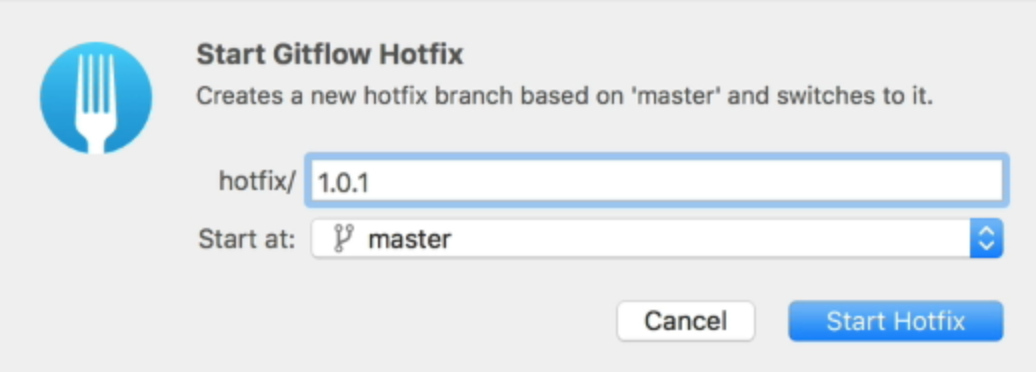 Start Gitflow Hotfix
Creates a new hotfix branch based on 'master' and switches to it.
hotfix/ 1.0.1
Start at: master
Cancel Start Hotfix